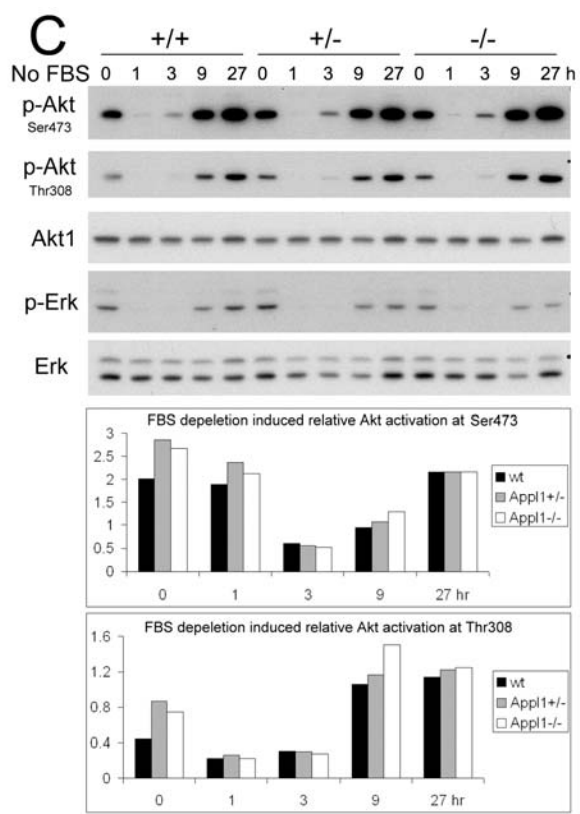 C
+/+ +/- -/-
No FBS 0 1 3 9 27 0 1 3 9 27 0 1 3 9 27 h
p-Akt
Ser473
p-Akt
Thr308
Akt1
p-Erk
Erk
FBS depletion induced relative Akt activation at Ser473
3
2.5
2
1.5
1
0.5
0
wt
Appl1+/-
Appl1-/-
0 1 3 9 27 hr
FBS depletion induced relative Akt activation at Thr308
1.6
1.2
0.8
0.4
0
wt
Appl1+/-
Appl1-/-
0 1 3 9 27 hr